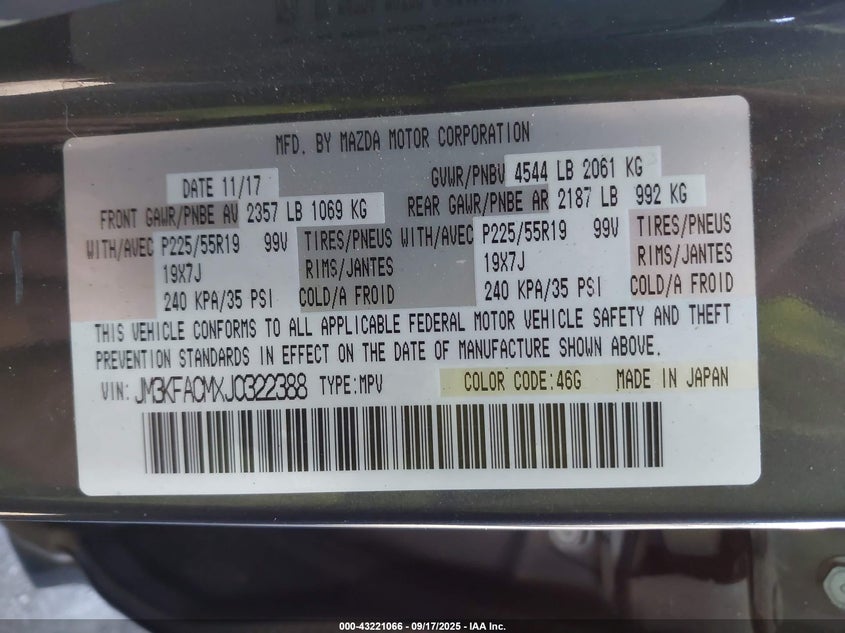 MFD. BY MAZDA MOTOR CORPORATION
DATE 11/17 GVWR/PNBV 4544 LB 2061 KG
FRONT GAWR/PNBE AV 2357 LB 1069 KG REAR GAWR/PNBE AR 2187 LB 992 KG
WITH/AVEC P225/55R19 99V TIRES/PNEUS WITH/AVEC P225/55R19 99V TIRES/PNEUS
19X7J RIMS/JANTES 19X7J RIMS/JANTES
240 KPA/35 PSI COLD/A FROID 240 KPA/35 PSI COLD/A FROID
THIS VEHICLE CONFORMS TO ALL APPLICABLE FEDERAL MOTOR VEHICLE SAFETY AND THEFT
PREVENTION STANDARDS IN EFFECT ON THE DATE OF MANUFACTURE SHOWN ABOVE.
VIN: JM3KFACMXJ0322388 TYPE:MPV COLOR CODE:46G MADE IN JAPAN
000-43221066 - 09/17/2025 - IAA Inc.